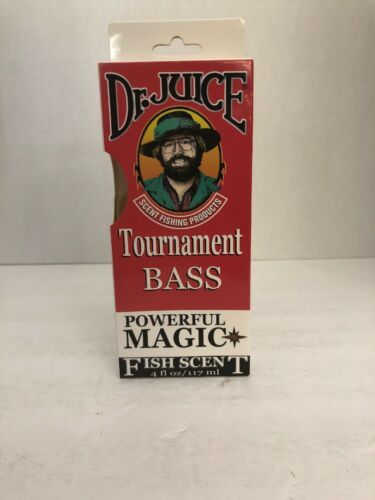 Dr. JUICE
SCENT FISHING PRODUCTS
Tournament
BASS
POWERFUL
MAGIC
FISH SCENT
4 fl oz/117 ml